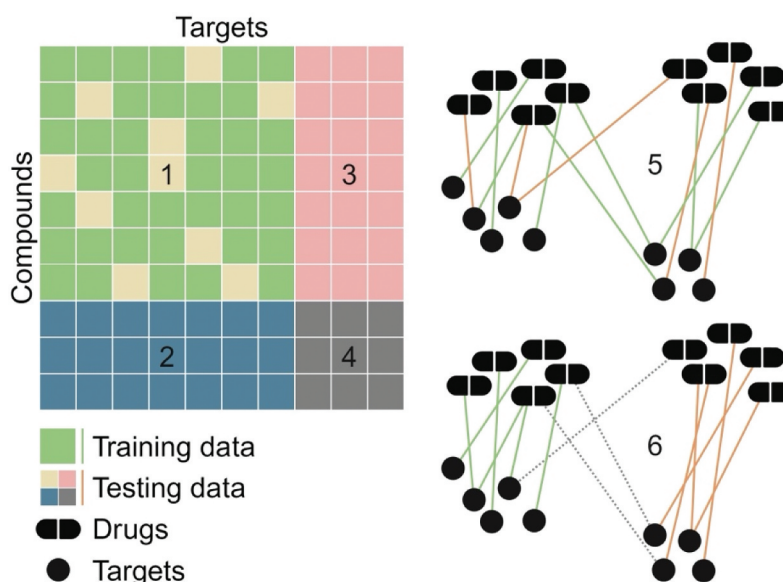 Targets
Compounds
1
3
2
4
5
6
Training data
Testing data
Drugs
Targets